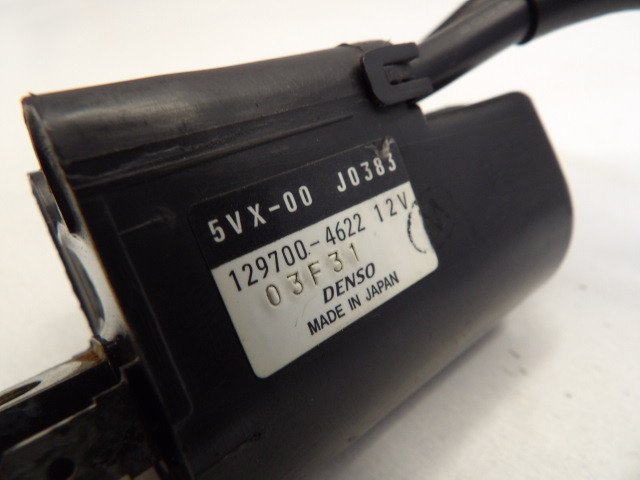 5VX-00 J0383
129700-4622 12V
03F31
DENSO
MADE IN JAPAN